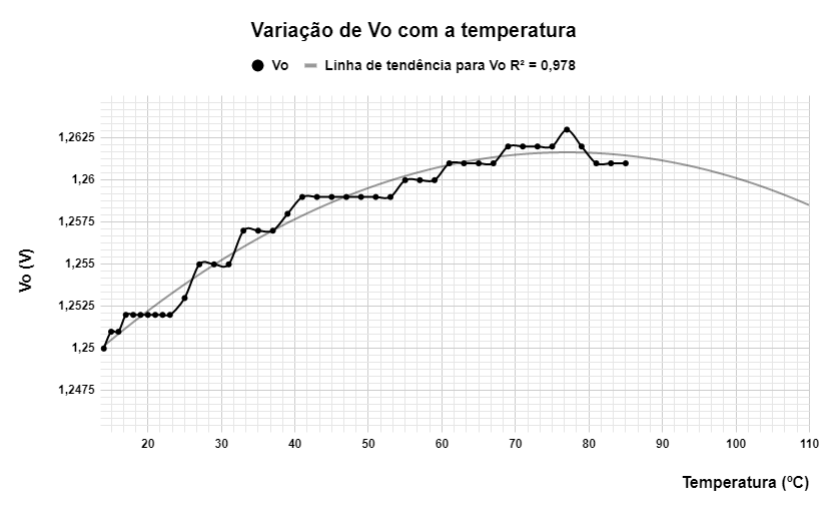 Variação de Vo com a temperatura
Vo Linha de tendência para Vo R² = 0,978
1,2625
1,26
1,2575
1,255
1,2525
1,25
1,2475
Vo (V)
20 30 40 50 60 70 80 90 100 110
Temperatura (ºC)